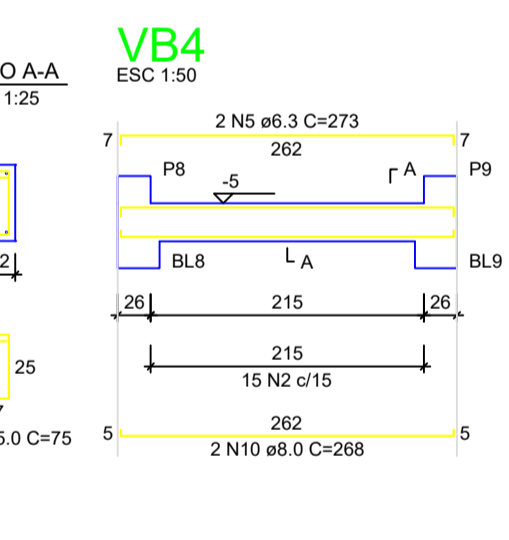 O A-A
1:25
VB4
ESC 1:50
2 N5 ø6.3 C=273
7
262
7
P8
-5
A
P9
BL8
A
BL9
2
26
215
26
215
15 N2 c/15
25
5.0 C=75
5
262
5
2 N10 ø8.0 C=268